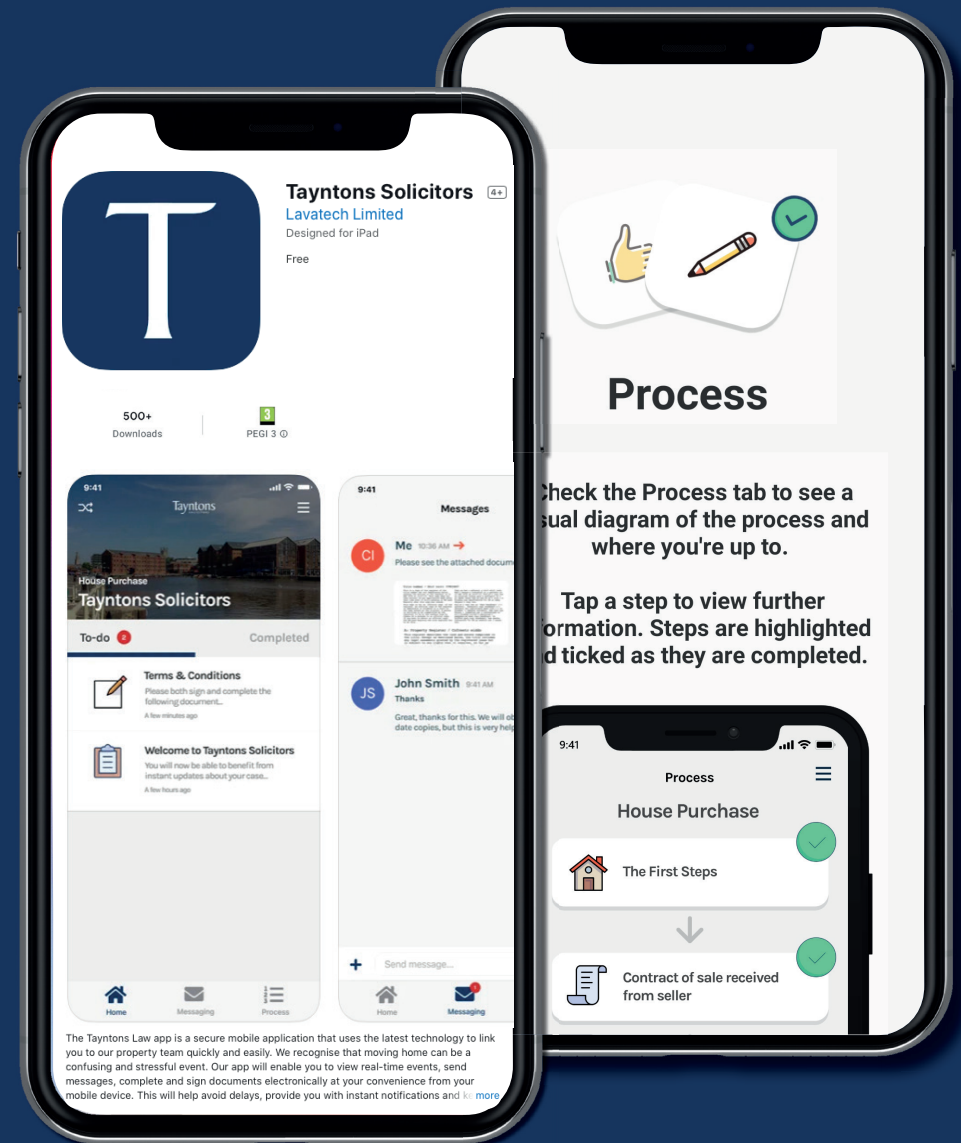 T
Tayntons Solicitors 4+
Lavatech Limited
Designed for iPad
Free
500+
Downloads
3
PEGI 3
9:41
Tayntons
House Purchase
Tayntons Solicitors
To-do 2
Completed
Terms & Conditions
Please both sign and complete the
following document...
A few minutes ago
Welcome to Tayntons Solicitors
You will now be able to benefit from
instant updates about your case...
A few hours ago
Home
Messaging
Process
9:41
Messages
CI
Me 10:36 AM
Please see the attached docum
JS
John Smith 9:41 AM
Thanks
Great, thanks for this. We will ob
date copies, but this is very help
Send message...
Home
Messaging
The Tayntons Law app is a secure mobile application that uses the latest technology to link
you to our property team quickly and easily. We recognise that moving home can be a
confusing and stressful event. Our app will enable you to view real-time events, send
messages, complete and sign documents electronically at your convenience from your
mobile device. This will help avoid delays, provide you with instant notifications and ke more
Process
heck the Process tab to see a
sual diagram of the process and
where you're up to.
Tap a step to view further
formation. Steps are highlighted
d ticked as they are completed.
9:41
Process
House Purchase
The First Steps
Contract of sale received
from seller